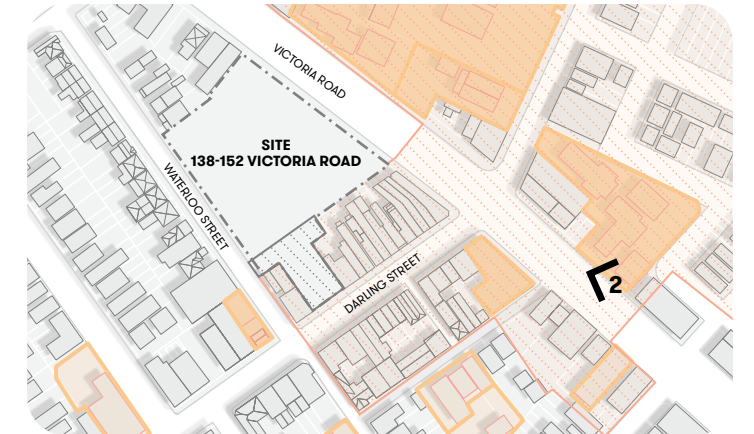 VICTORIA ROAD
SITE
138-152 VICTORIA ROAD
WATERLOO STREET
DARLING STREET
2